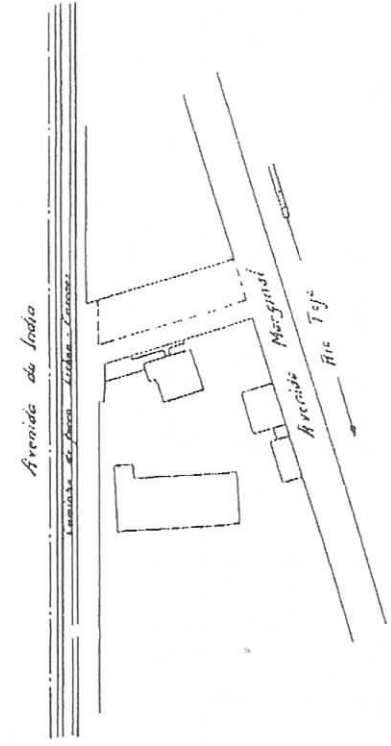 Avenida da India
Caminho de ferro Lisboa - Cascais
Avenida Marginal
Rio Tejo